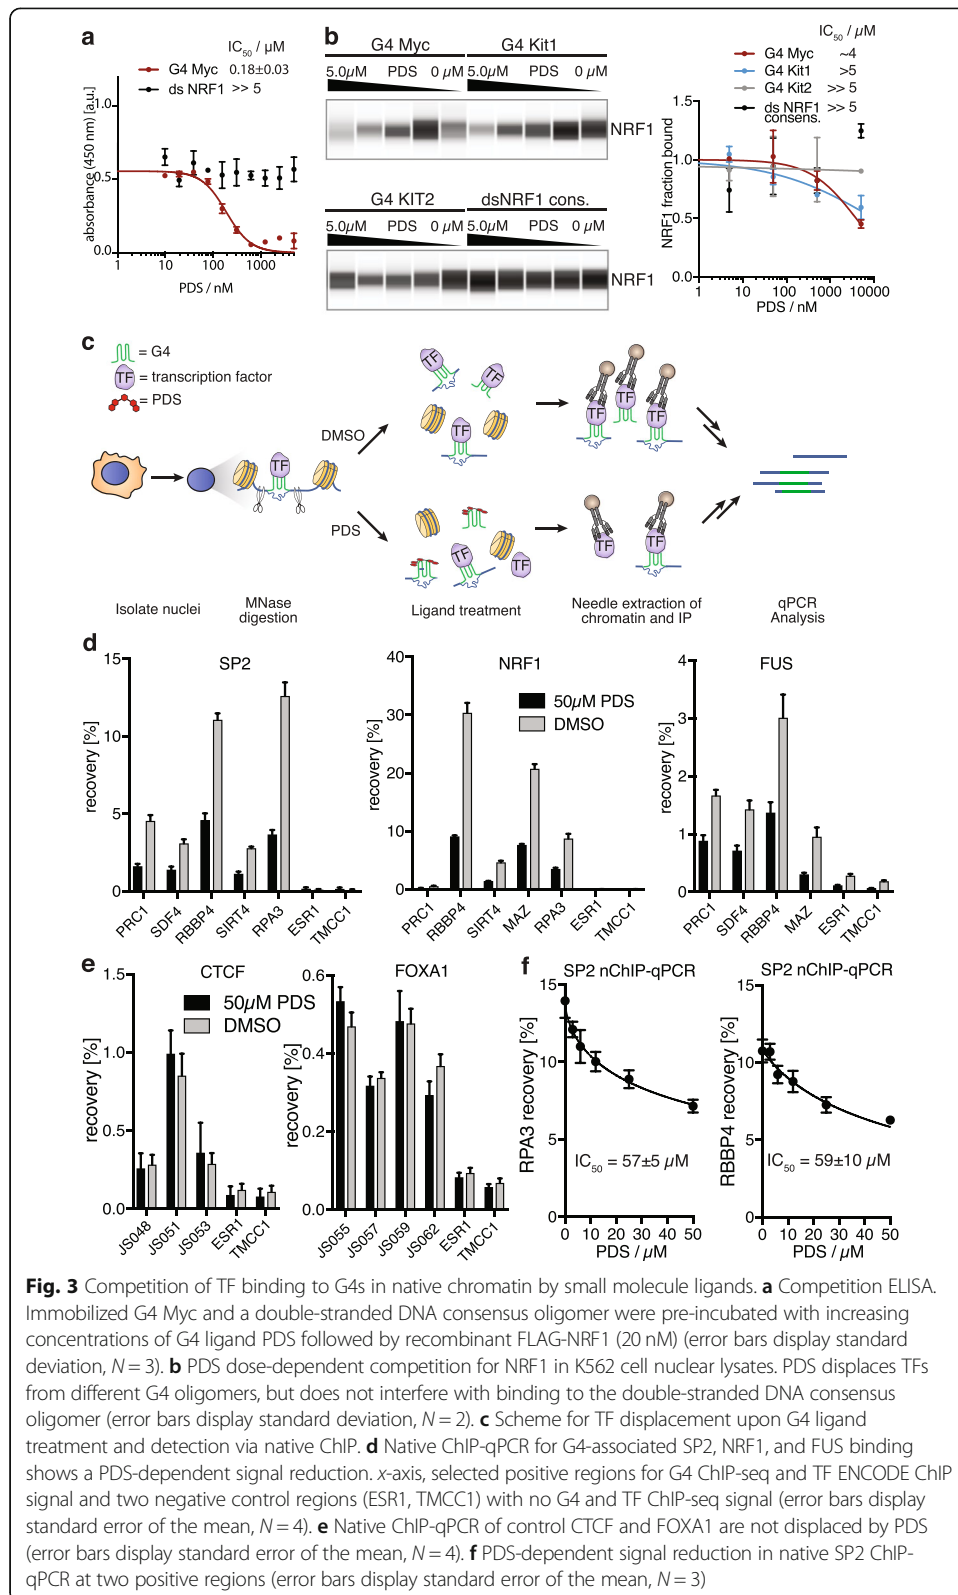 a
IC50 / µM
G4 Myc 0.18±0.03
ds NRF1 >> 5
absorbance (450 nm) [a.u.]
1.0
0.5
0.0
1 10 100 1000
PDS / nM
b
G4 Myc G4 Kit1
5.0µM PDS 0 µM 5.0µM PDS 0 µM
NRF1
G4 KIT2 dsNRF1 cons.
5.0µM PDS 0 µM 5.0µM PDS 0 µM
NRF1
IC50 / µM
G4 Myc ~4
G4 Kit1 >5
G4 Kit2 >> 5
ds NRF1 >> 5
consens.
NRF1 fraction bound
1.5
1.0
0.5
0.0
1 10 100 1000 10000
PDS / nM
c
= G4
TF = transcription factor
= PDS
DMSO
PDS
TF
TF
TF
TF
TF
TF
TF
TF
TF
TF
TF
Isolate nuclei
MNase
digestion
Ligand treatment
Needle extraction of
chromatin and IP
qPCR
Analysis
d
SP2
recovery [%]
15
10
5
0
PRC1 SDF4 RBBP4 SIRT4 RPA3 ESR1 TMCC1
NRF1
50µM PDS
DMSO
recovery [%]
40
30
20
10
0
PRC1 RBBP4 SIRT4 MAZ RPA3 ESR1 TMCC1
FUS
recovery [%]
4
3
2
1
0
PRC1 SDF4 RBBP4 MAZ ESR1 TMCC1
e
CTCF
50µM PDS
DMSO
recovery [%]
1.5
1.0
0.5
0.0
JS048 JS051 JS053 ESR1 TMCC1
FOXA1
recovery [%]
0.6
0.4
0.2
0.0
JS055 JS057 JS059 JS062 ESR1 TMCC1
f
SP2 nChIP-qPCR
RPA3 recovery [%]
15
10
5
0
IC50 = 57±5 µM
0 10 20 30 40 50
PDS / µM
SP2 nChIP-qPCR
RBBP4 recovery [%]
15
10
5
0
IC50 = 59±10 µM
0 10 20 30 40 50
PDS / µM
Fig. 3 Competition of TF binding to G4s in native chromatin by small molecule ligands. a Competition ELISA.
Immobilized G4 Myc and a double-stranded DNA consensus oligomer were pre-incubated with increasing
concentrations of G4 ligand PDS followed by recombinant FLAG-NRF1 (20 nM) (error bars display standard
deviation, N = 3). b PDS dose-dependent competition for NRF1 in K562 cell nuclear lysates. PDS displaces TFs
from different G4 oligomers, but does not interfere with binding to the double-stranded DNA consensus
oligomer (error bars display standard deviation, N = 2). c Scheme for TF displacement upon G4 ligand
treatment and detection via native ChIP. d Native ChIP-qPCR for G4-associated SP2, NRF1, and FUS binding
shows a PDS-dependent signal reduction. x-axis, selected positive regions for G4 ChIP-seq and TF ENCODE ChIP
signal and two negative control regions (ESR1, TMCC1) with no G4 and TF ChIP-seq signal (error bars display
standard error of the mean, N = 4). e Native ChIP-qPCR of control CTCF and FOXA1 are not displaced by PDS
(error bars display standard error of the mean, N = 4). f PDS-dependent signal reduction in native SP2 ChIP-
qPCR at two positive regions (error bars display standard error of the mean, N = 3)